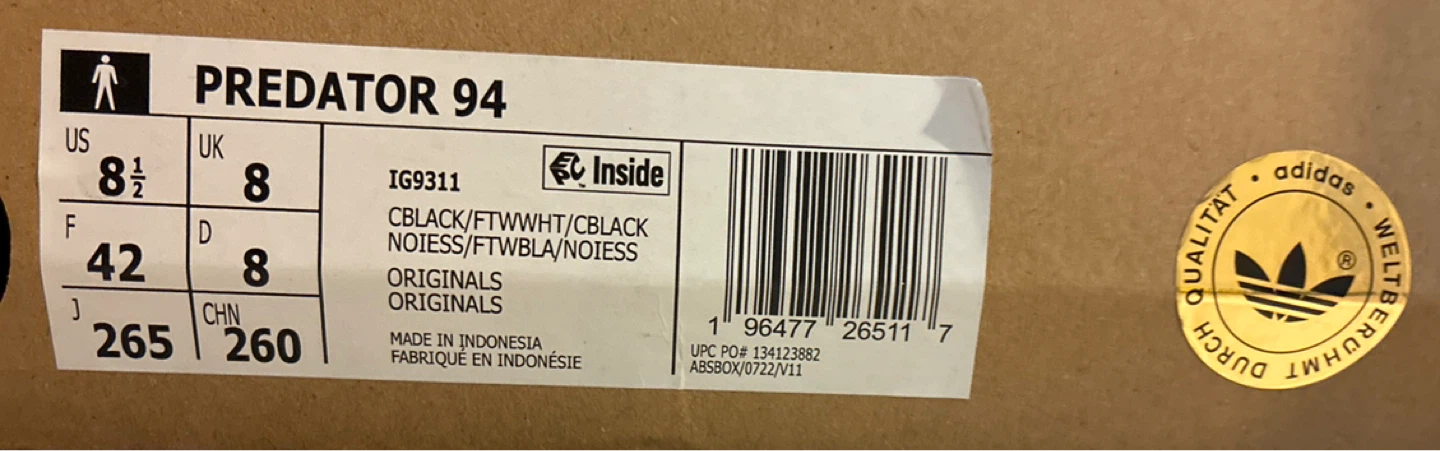 PREDATOR 94
US 8½
UK 8
F 42
D 8
J 265
CHN 260
IG9311
EPC Inside
CBLACK/FTWWHT/CBLACK
NOIESS/FTWBLA/NOIESS
ORIGINALS
ORIGINALS
MADE IN INDONESIA
FABRIQUÉ EN INDONÉSIE
1 96477 26511 7
UPC PO# 134123882
ABSBOX/0722/V11
adidas • WELTBERÜHMT DURCH QUALITÄT •
®